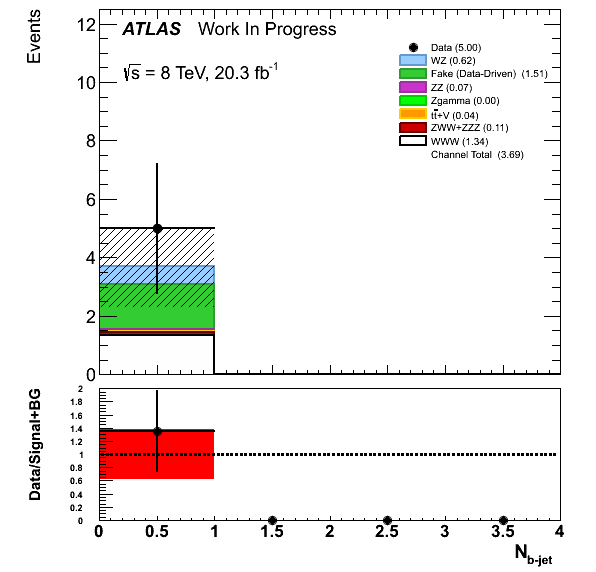 Events
ATLAS Work In Progress
√s = 8 TeV, 20.3 fb⁻¹
Data (5.00)
WZ (0.62)
Fake (Data-Driven) (1.51)
ZZ (0.07)
Zgamma (0.00)
tt̄+V (0.04)
ZWW+ZZZ (0.11)
WWW (1.34)
Channel Total (3.69)
12
10
8
6
4
2
0
Data/Signal+BG
2
1.8
1.6
1.4
1.2
1
0.8
0.6
0.4
0.2
0
0 0.5 1 1.5 2 2.5 3 3.5 4
N_b-jet